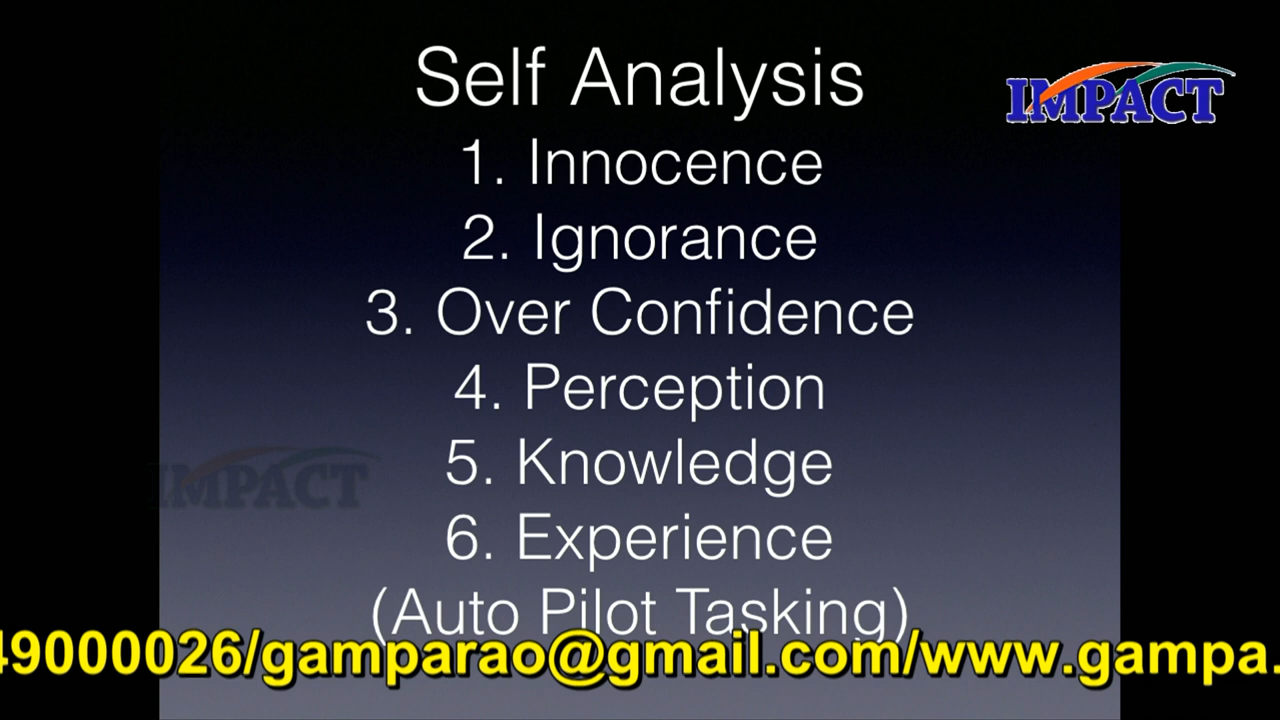 Self Analysis
IMPACT
1. Innocence
2. Ignorance
3. Over Confidence
4. Perception
5. Knowledge
IMPACT
6. Experience
(Auto Pilot Tasking)
49000026/gamparao@gmail.com/www.gampa.